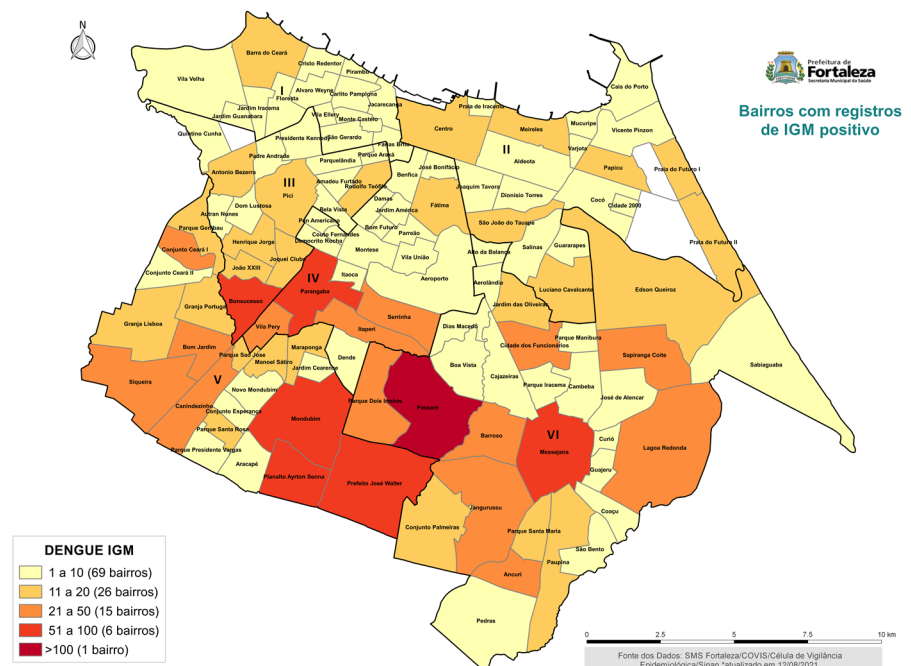 N
Prefeitura de
Fortaleza
Secretaria Municipal da Saúde
Bairros com registros
de IGM positivo
Barra do Ceará
Vila Velha
Cristo Redentor
Pirambu
I
Floresta
Alvaro Weyne
Carlito Pamplona
Jacarecanga
Jardim Iracema
Jardim Guanabara
Vila Ellery
Monte Castelo
Quintino Cunha
Presidente Kennedy
São Gerardo
Farias Brito
Padre Andrade
Parquelândia
Parque Araxá
Antonio Bezerra
III
Pici
Amadeu Furtado
Rodolfo Teófilo
Dom Lustosa
Autran Nunes
Bela Vista
Pan Americano
Parque Genibau
Henrique Jorge
Couto Fernandes
Democrito Rocha
Conjunto Ceará I
Conjunto Ceará II
João XXIII
Joquei Clube
Bonsucesso
Centro
Praia de Iracema
Meireles
II
Aldeota
Mucuripe
Varjota
Cais do Porto
Vicente Pinzon
Papicu
Praia do Futuro I
Praia do Futuro II
Benfica
José Bonifácio
Joaquim Tavora
Dionísio Torres
Cocó
Cidade 2000
Damas
Jardim América
Bom Futuro
Parreão
Fátima
São João do Tauape
Montese
Vila União
Alto da Balança
Salinas
Guararapes
Itaoca
Aeroporto
Aerolândia
Luciano Cavalcante
Edson Queiroz
IV
Parangaba
Serrinha
Itaperi
Vila Pery
Jardim das Oliveiras
Granja Lisboa
Granja Portugal
Bom Jardim
Siqueira
V
Canindezinho
Parque São José
Manoel Sátiro
Maraponga
Jardim Cearense
Novo Mondubim
Conjunto Esperança
Parque Santa Rosa
Parque Presidente Vargas
Aracapé
Mondubim
Planalto Ayrton Senna
Prefeito José Walter
Dende
Parque Dois Irmãos
Passaré
Dias Macedo
Boa Vista
Cidade dos Funcionários
Parque Manibura
Cajazeiras
Parque Iracema
Cambeba
Sapiranga Coite
Sabiaguaba
José de Alencar
Barroso
VI
Messejana
Curió
Guajeru
Lagoa Redonda
Conjunto Palmeiras
Jangurussu
Parque Santa Maria
Coaçu
São Bento
Paupina
Ancuri
Pedras
DENGUE IGM
1 a 10 (69 bairros)
11 a 20 (26 bairros)
21 a 50 (15 bairros)
51 a 100 (6 bairros)
>100 (1 bairro)
0 2.5 5 7.5 10 km
Fonte dos Dados: SMS Fortaleza/COVIS/Célula de Vigilância
Epidemiológica/Sinan *atualizado em 12/08/2021